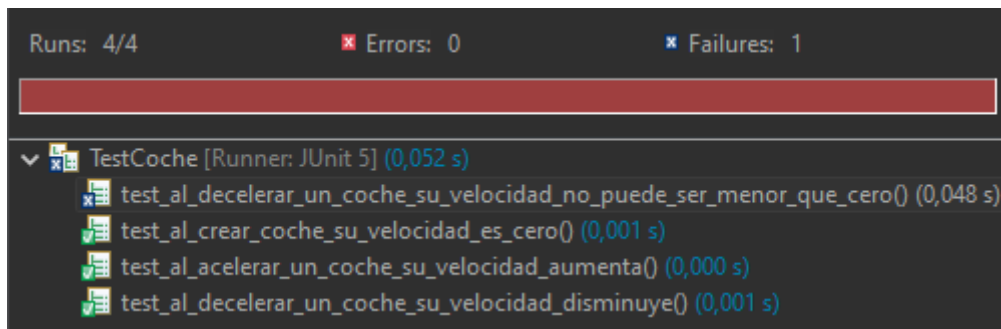 Runs: 4/4 Errors: 0 Failures: 1
TestCoche [Runner: JUnit 5] (0,052 s)
test_al_decelerar_un_coche_su_velocidad_no_puede_ser_menor_que_cero() (0,048 s)
test_al_crear_coche_su_velocidad_es_cero() (0,001 s)
test_al_acelerar_un_coche_su_velocidad_aumenta() (0,000 s)
test_al_decelerar_un_coche_su_velocidad_disminuye() (0,001 s)